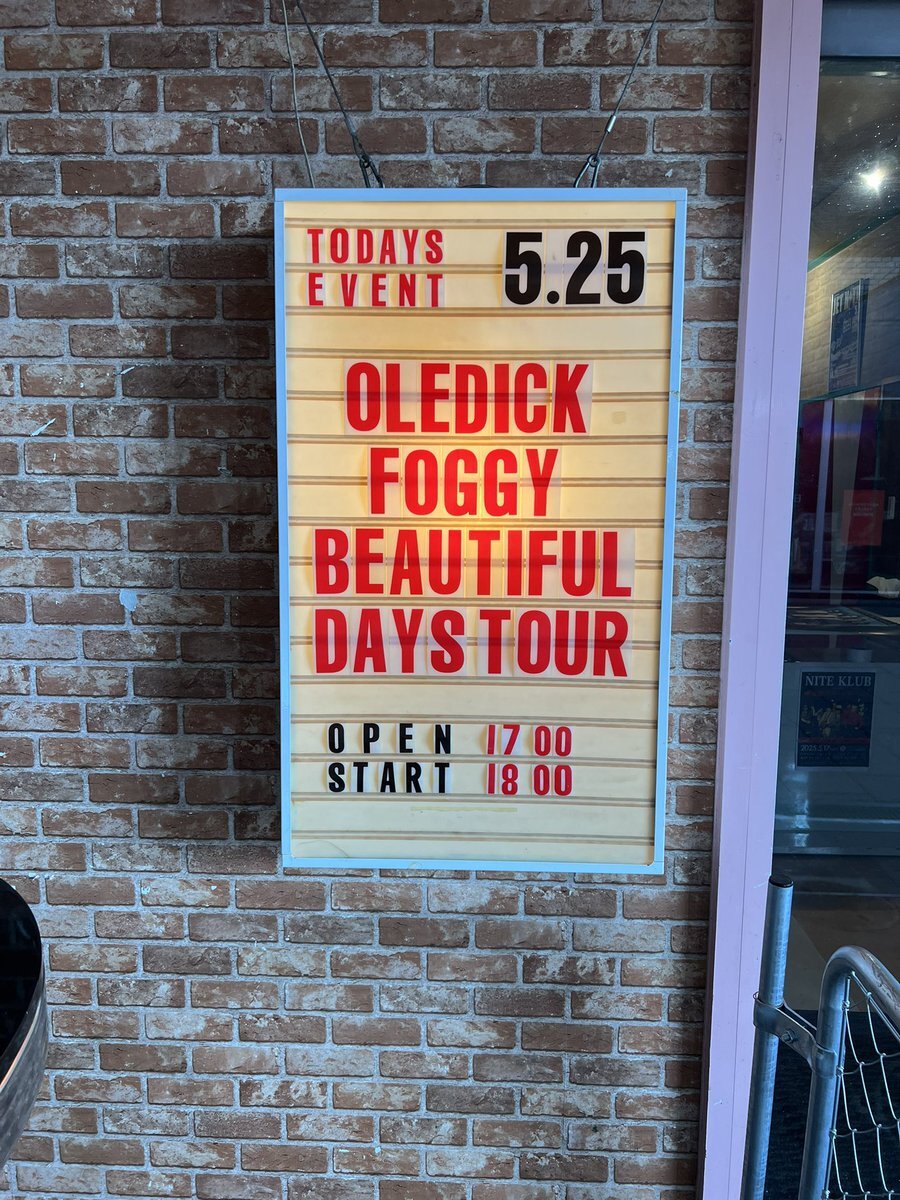 TODAYS
EVENT
5.25
OLEDICK
FOGGY
BEAUTIFUL
DAYS TOUR
OPEN 17 00
START 18 00
NITE KLUB